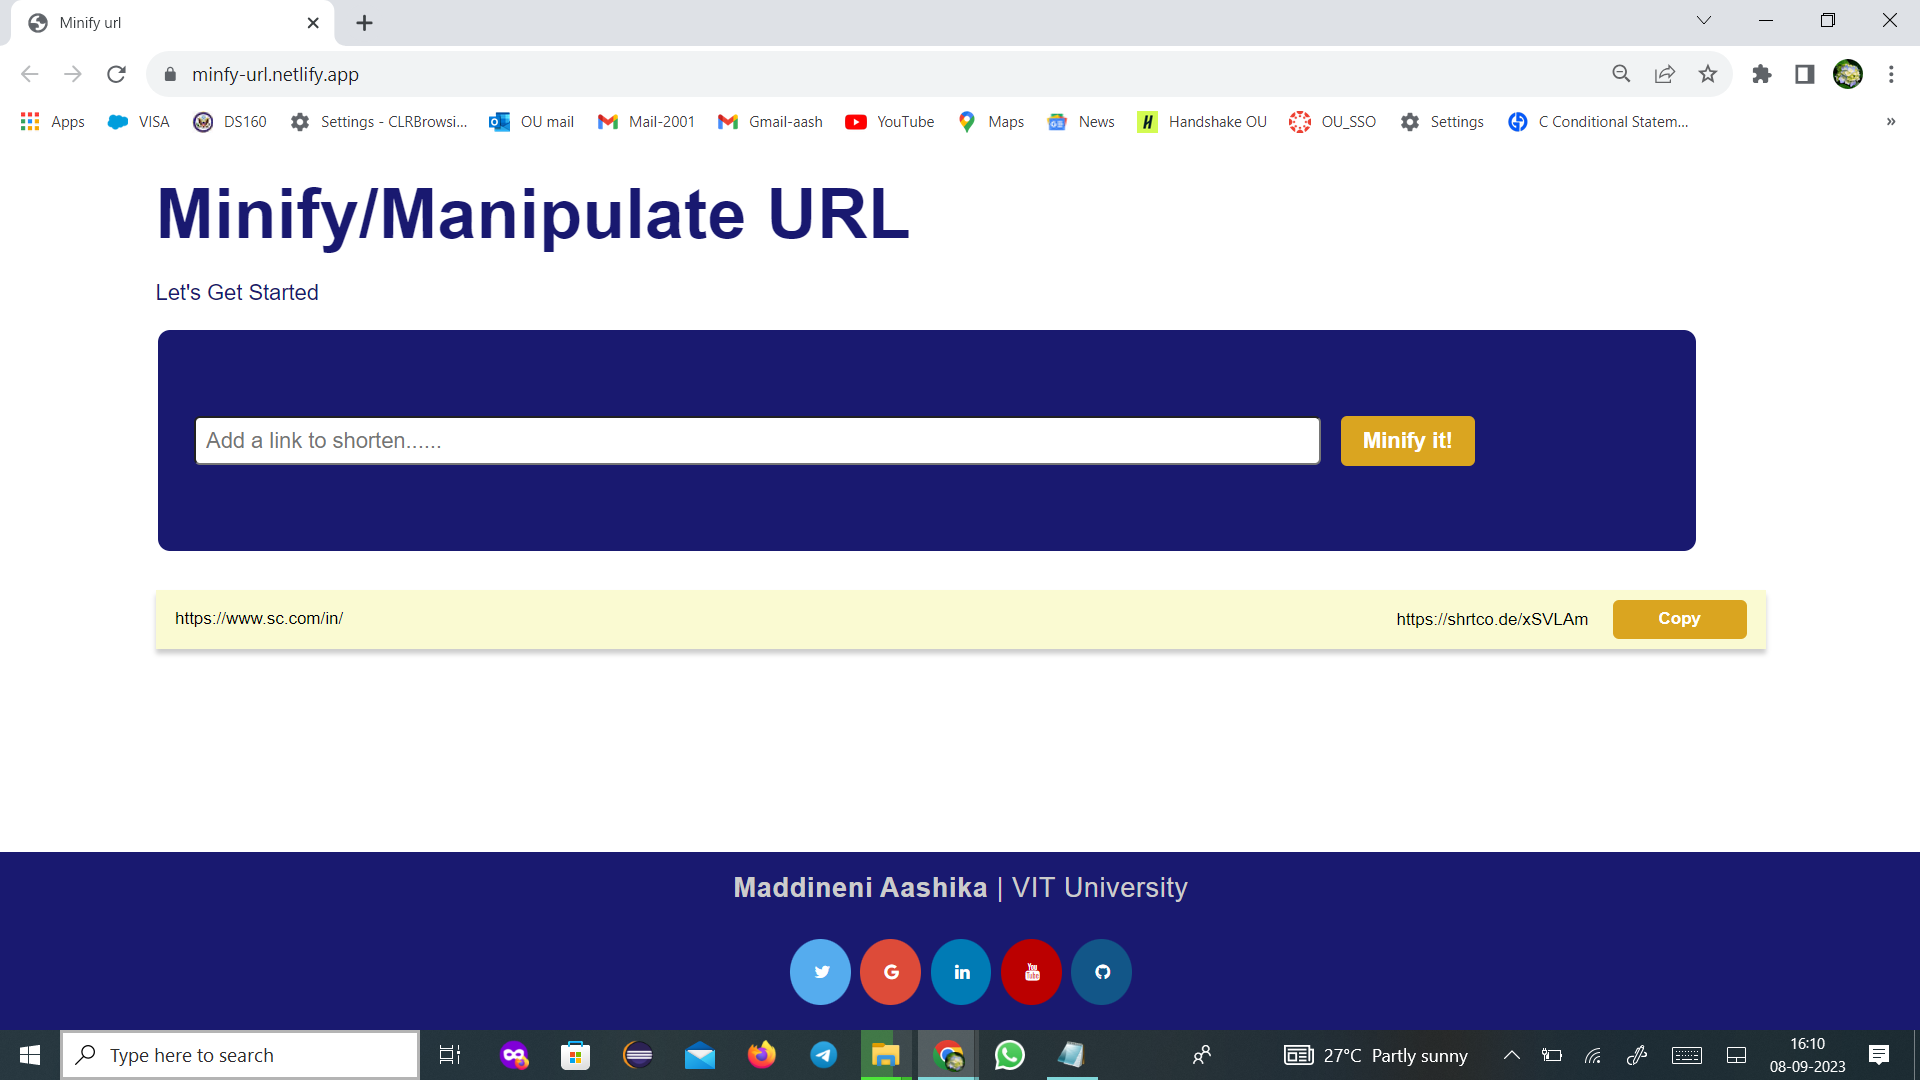 Minify url
minfy-url.netlify.app
Apps VISA DS160 Settings - CLRBrowsi... OU mail Mail-2001 Gmail-aash YouTube Maps News Handshake OU OU_SSO Settings C Conditional Statem... »
Minify/Manipulate URL
Let's Get Started
Add a link to shorten...... Minify it!
https://www.sc.com/in/ https://shrtco.de/xSVLAm Copy
Maddineni Aashika | VIT University
Type here to search 27°C Partly sunny 16:10
08-09-2023